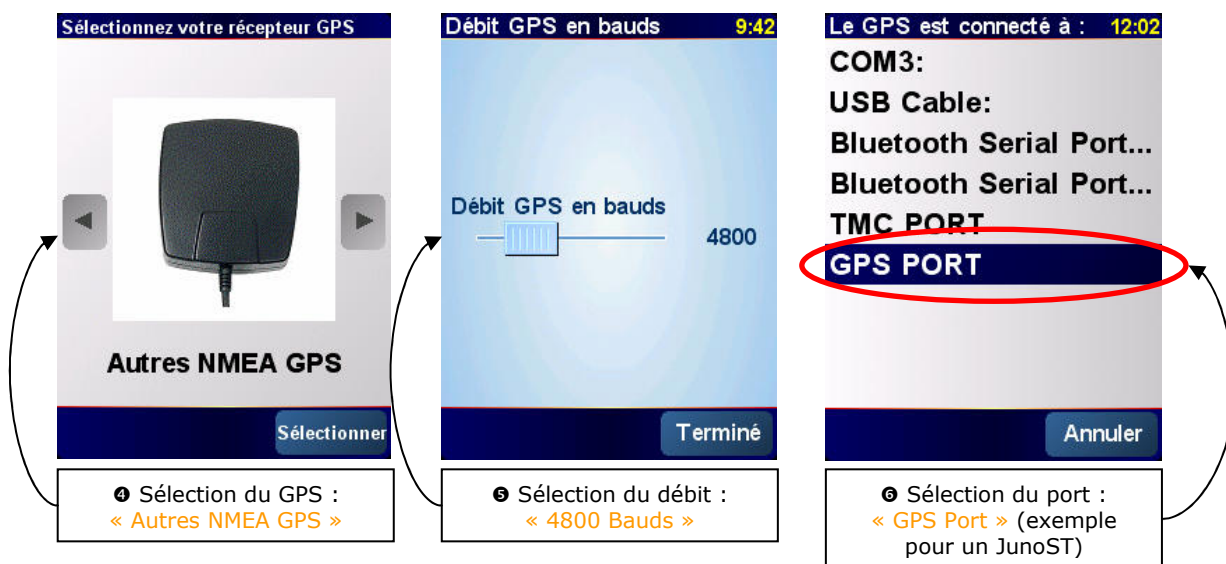 Sélectionnez votre récepteur GPS
Autres NMEA GPS
Sélectionner
❹ Sélection du GPS :
« Autres NMEA GPS »
Débit GPS en bauds 9:42
Débit GPS en bauds
4800
Terminé
❺ Sélection du débit :
« 4800 Bauds »
Le GPS est connecté à : 12:02
COM3:
USB Cable:
Bluetooth Serial Port...
Bluetooth Serial Port...
TMC PORT
GPS PORT
Annuler
❻ Sélection du port :
« GPS Port » (exemple
pour un JunoST)